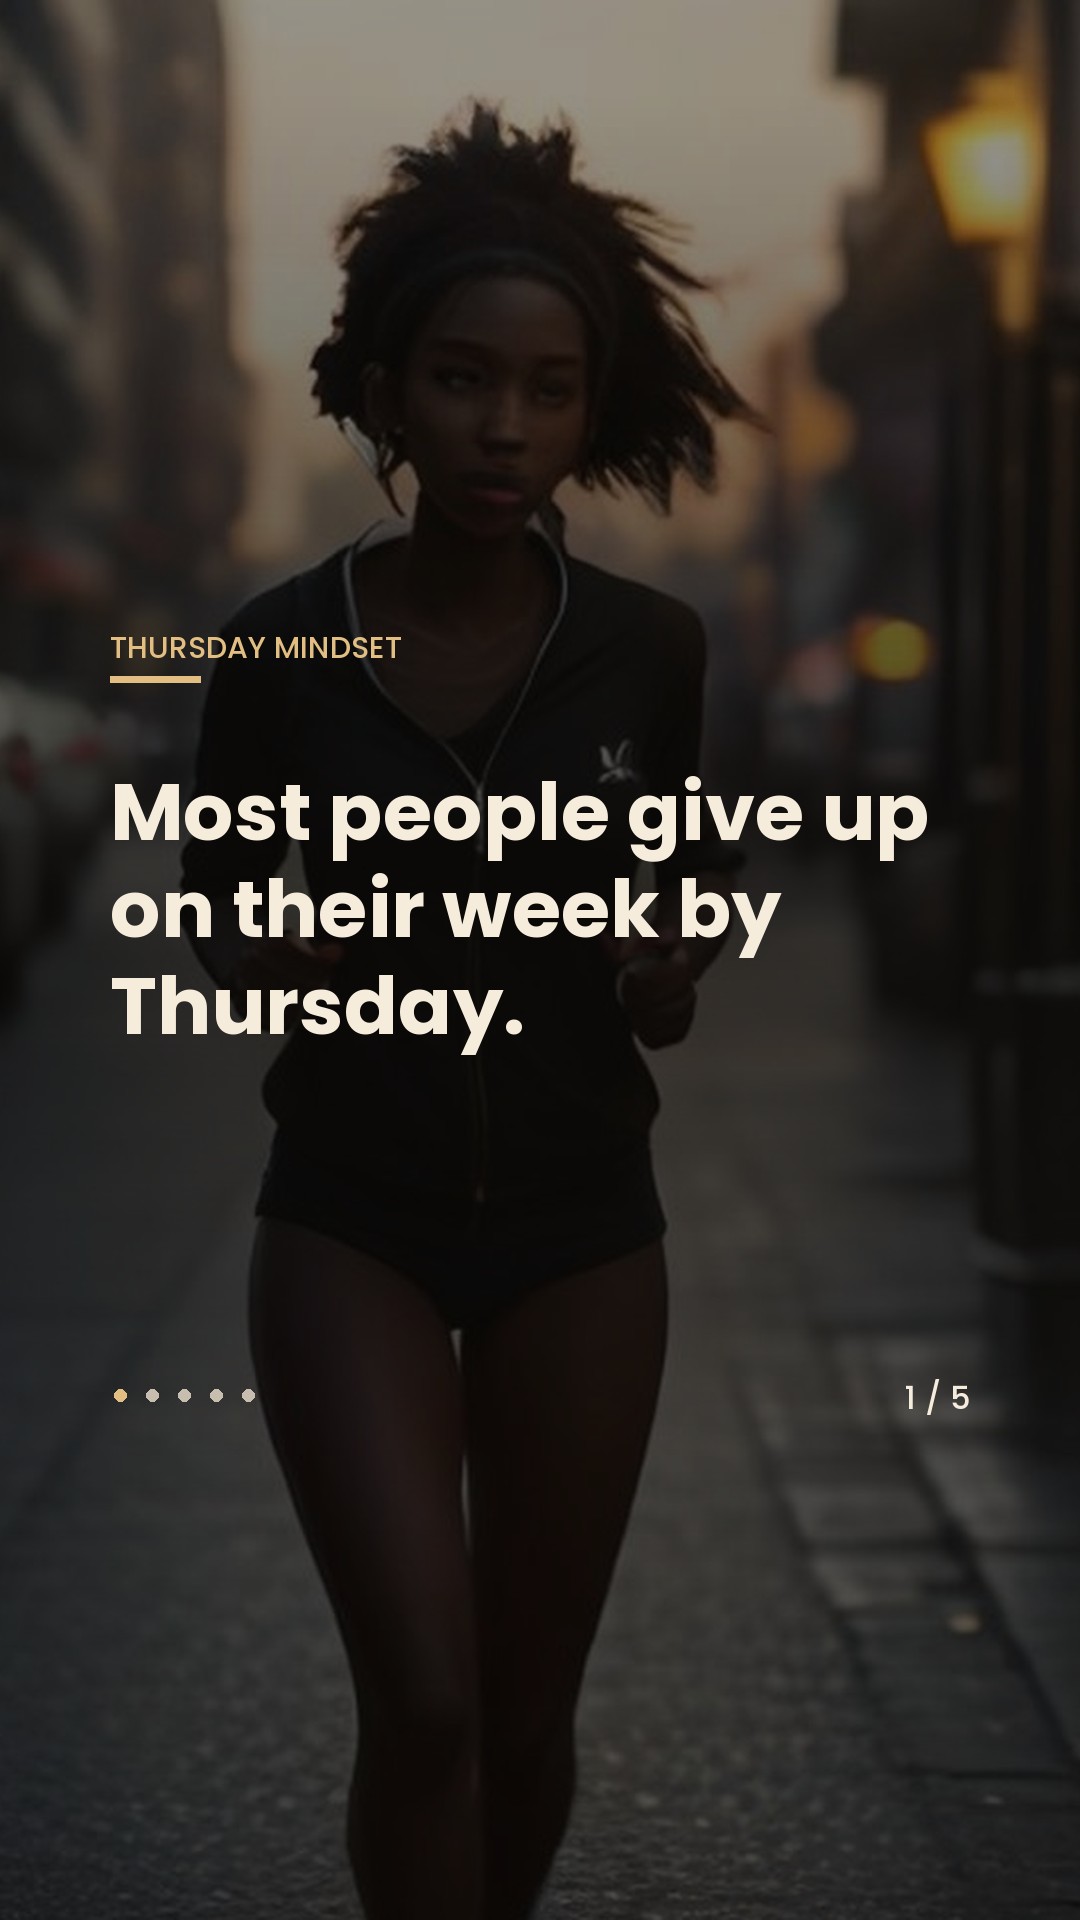 THURSDAY MINDSET
Most people give up
on their week by
Thursday.
1 / 5